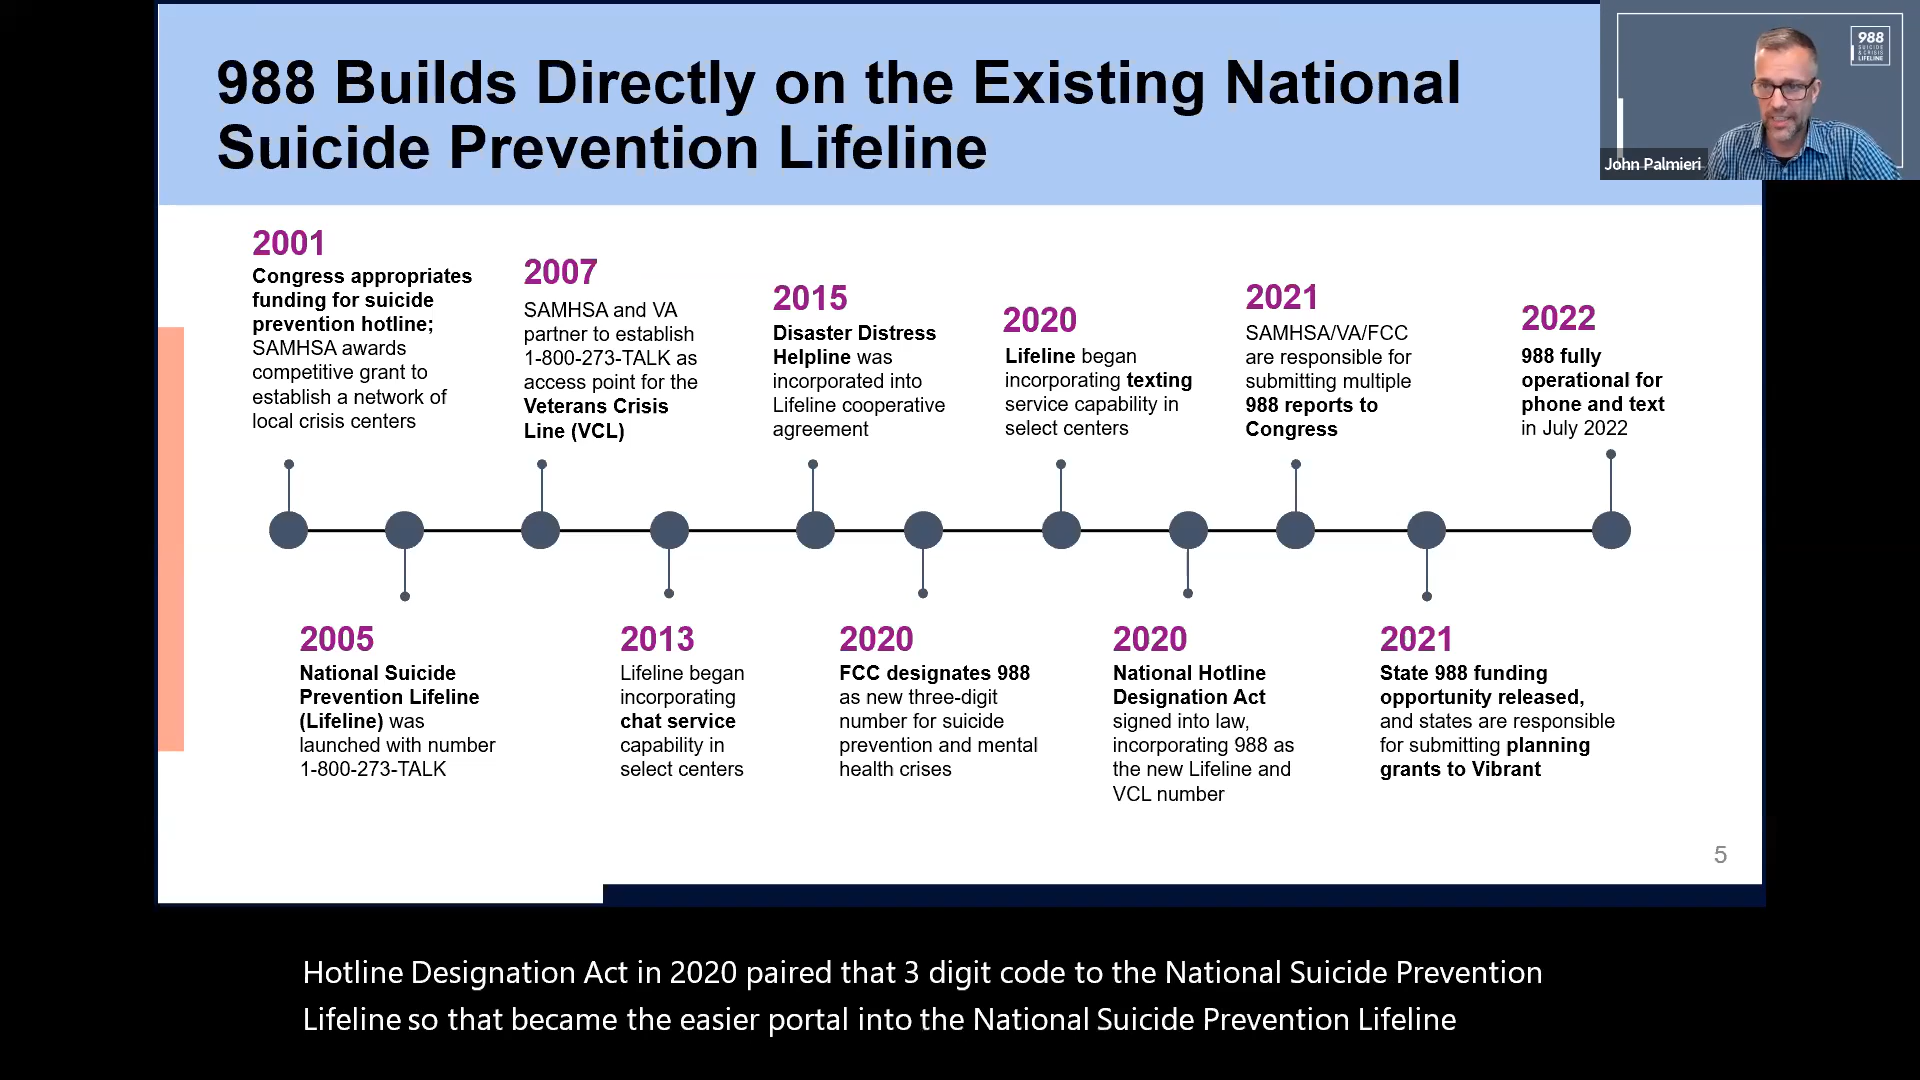 988 Builds Directly on the Existing National
Suicide Prevention Lifeline
988
SUICIDE
& CRISIS
LIFELINE
John Palmieri
2001
Congress appropriates
funding for suicide
prevention hotline;
SAMHSA awards
competitive grant to
establish a network of
local crisis centers
2007
SAMHSA and VA
partner to establish
1-800-273-TALK as
access point for the
Veterans Crisis
Line (VCL)
2015
Disaster Distress
Helpline was
incorporated into
Lifeline cooperative
agreement
2020
Lifeline began
incorporating texting
service capability in
select centers
2021
SAMHSA/VA/FCC
are responsible for
submitting multiple
988 reports to
Congress
2022
988 fully
operational for
phone and text
in July 2022
2005
National Suicide
Prevention Lifeline
(Lifeline) was
launched with number
1-800-273-TALK
2013
Lifeline began
incorporating
chat service
capability in
select centers
2020
FCC designates 988
as new three-digit
number for suicide
prevention and mental
health crises
2020
National Hotline
Designation Act
signed into law,
incorporating 988 as
the new Lifeline and
VCL number
2021
State 988 funding
opportunity released,
and states are responsible
for submitting planning
grants to Vibrant
5
Hotline Designation Act in 2020 paired that 3 digit code to the National Suicide Prevention
Lifeline so that became the easier portal into the National Suicide Prevention Lifeline